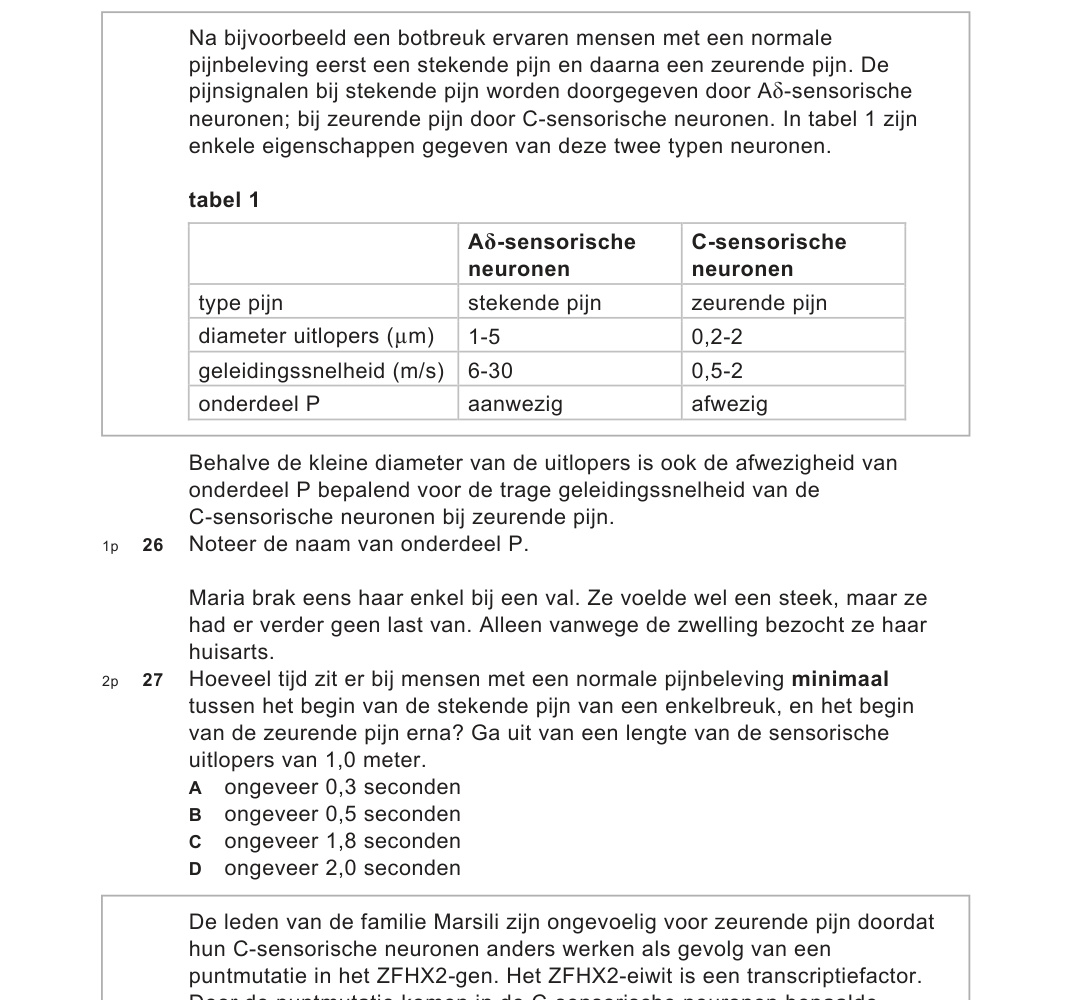 Na bijvoorbeeld een botbreuk ervaren mensen met een normale
pijnbeleving eerst een stekende pijn en daarna een zeurende pijn. De
pijnsignalen bij stekende pijn worden doorgegeven door Aδ-sensorische
neuronen; bij zeurende pijn door C-sensorische neuronen. In tabel 1 zijn
enkele eigenschappen gegeven van deze twee typen neuronen.
tabel 1
Aδ-sensorische neuronen C-sensorische neuronen
type pijn stekende pijn zeurende pijn
diameter uitlopers (μm) 1-5 0,2-2
geleidingssnelheid (m/s) 6-30 0,5-2
onderdeel P aanwezig afwezig
Behalve de kleine diameter van de uitlopers is ook de afwezigheid van
onderdeel P bepalend voor de trage geleidingssnelheid van de
C-sensorische neuronen bij zeurende pijn.
1p 26 Noteer de naam van onderdeel P.
Maria brak eens haar enkel bij een val. Ze voelde wel een steek, maar ze
had er verder geen last van. Alleen vanwege de zwelling bezocht ze haar
huisarts.
2p 27 Hoeveel tijd zit er bij mensen met een normale pijnbeleving minimaal
tussen het begin van de stekende pijn van een enkelbreuk, en het begin
van de zeurende pijn erna? Ga uit van een lengte van de sensorische
uitlopers van 1,0 meter.
A ongeveer 0,3 seconden
B ongeveer 0,5 seconden
C ongeveer 1,8 seconden
D ongeveer 2,0 seconden
De leden van de familie Marsili zijn ongevoelig voor zeurende pijn doordat
hun C-sensorische neuronen anders werken als gevolg van een
puntmutatie in het ZFHX2-gen. Het ZFHX2-eiwit is een transcriptiefactor.
Door de puntmutatie komen in de C-sensorische neuronen bepaalde